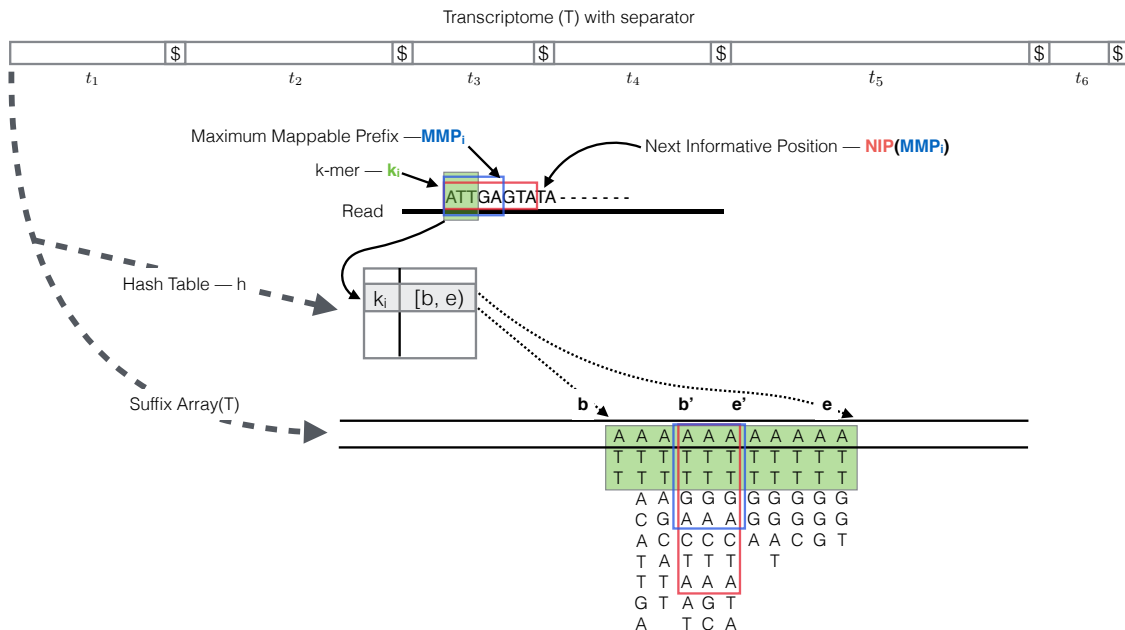 Transcriptome (T) with separator
$ $ $ $ $ $
t1 t2 t3 t4 t5 t6
Maximum Mappable Prefix —MMPi
Next Informative Position — NIP(MMPi)
k-mer — ki
ATTGAGTATA - - - - - - -
Read
Hash Table — h
ki [b, e)
Suffix Array(T)
b b' e' e
A A A A A A A A A A A
T T T T T T T T T T T
T T T T T T T T T T T
A A G G G G G G G G
C G A A A G G G G G
A C C C C A A C G T
T A T T T T
T T A A A
G T A G T
A T C A